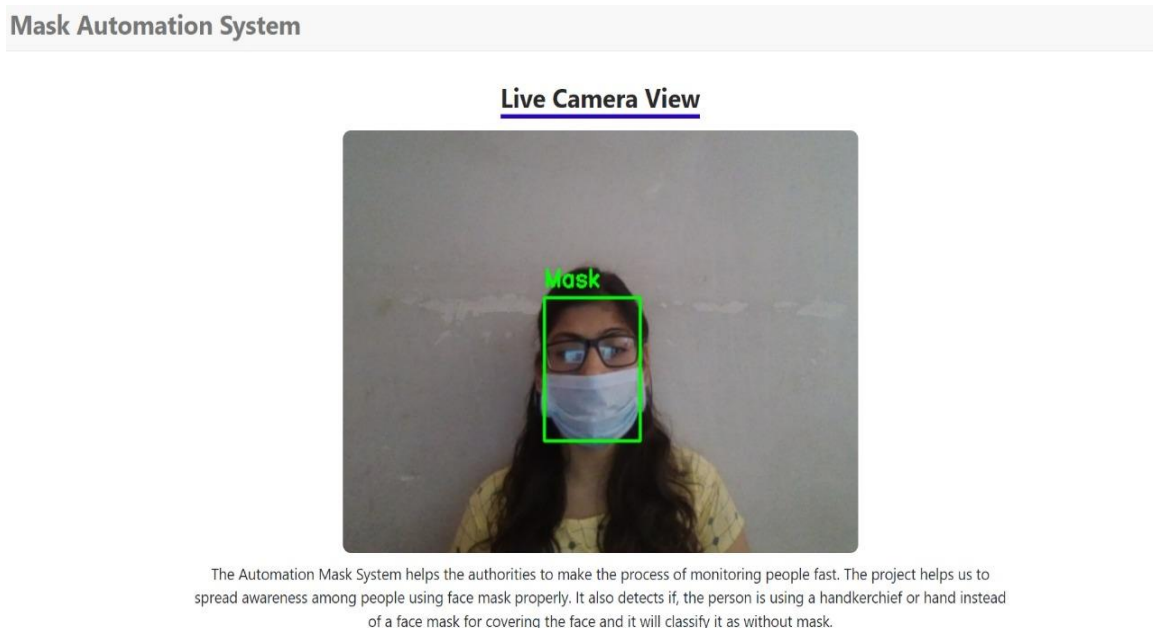 Mask Automation System
Live Camera View
Mask
The Automation Mask System helps the authorities to make the process of monitoring people fast. The project helps us to
spread awareness among people using face mask properly. It also detects if, the person is using a handkerchief or hand instead
of a face mask for covering the face and it will classify it as without mask.